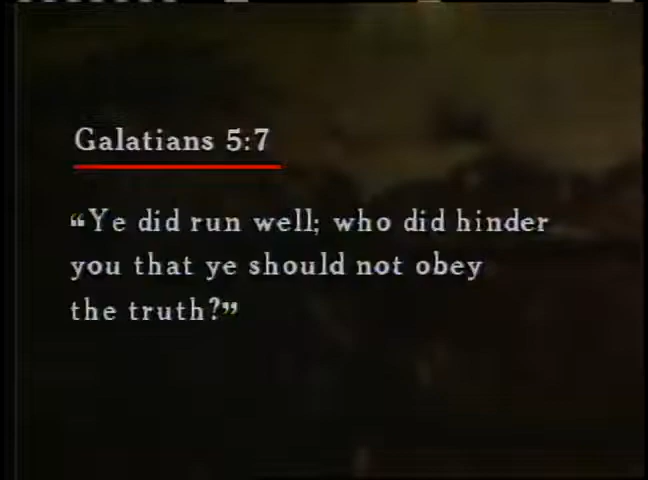 Galatians 5:7
“Ye did run well; who did hinder
you that ye should not obey
the truth?”